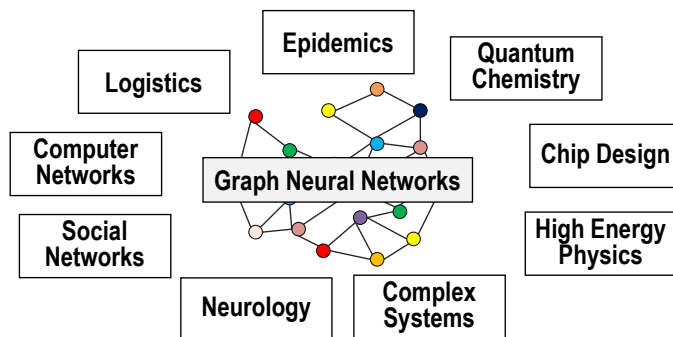 Epidemics
Quantum
Chemistry
Logistics
Computer
Networks
Chip Design
Graph Neural Networks
Social
Networks
High Energy
Physics
Neurology
Complex
Systems